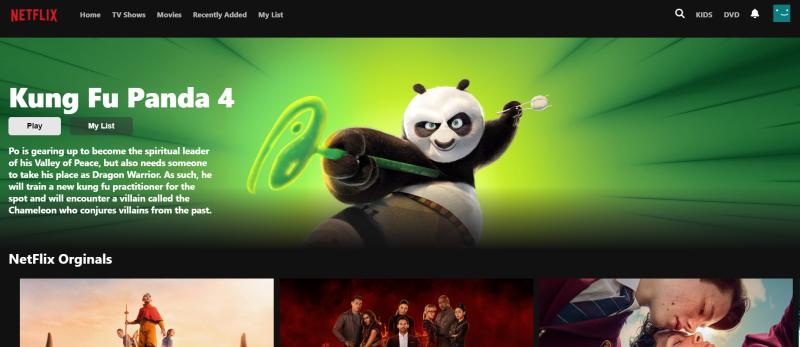 NETFLIX
Home TV Shows Movies Recently Added My List
KIDS DVD
Kung Fu Panda 4
Play My List
Po is gearing up to become the spiritual leader
of his Valley of Peace, but also needs someone
to take his place as Dragon Warrior. As such, he
will train a new kung fu practitioner for the
spot and will encounter a villain called the
Chameleon who conjures villains from the past.
NetFlix Orginals